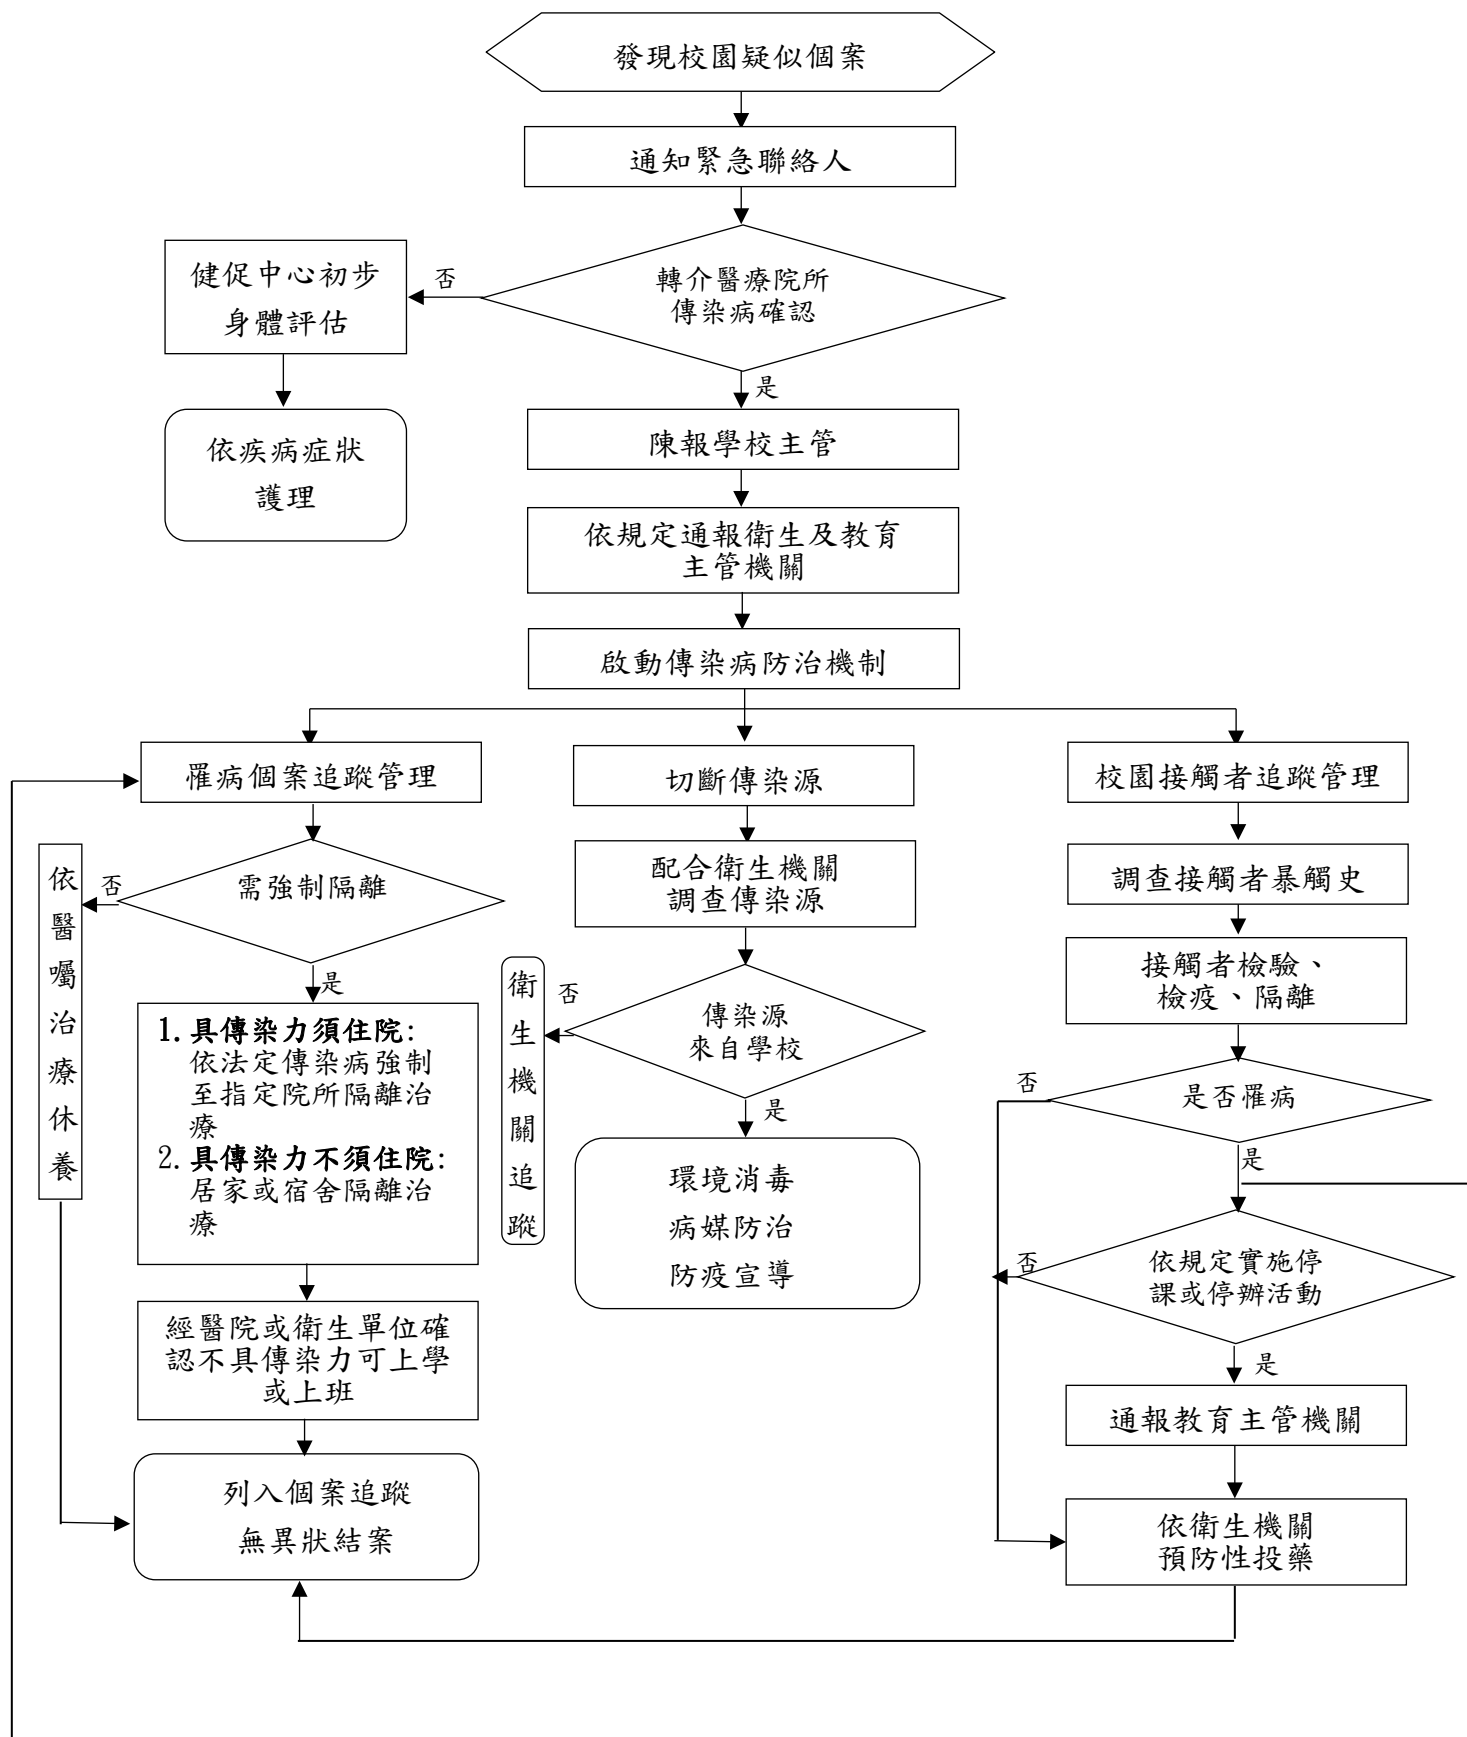 發現校園疑似個案
通知緊急聯絡人
轉介醫療院所
傳染病確認
否
健促中心初步
身體評估
依疾病症狀
護理
是
陳報學校主管
依規定通報衛生及教育
主管機關
啟動傳染病防治機制
罹病個案追蹤管理
需強制隔離
否
依醫囑治療休養
是
1. 具傳染力須住院:
依法定傳染病強制
至指定院所隔離治
療
2. 具傳染力不須住院:
居家或宿舍隔離治
療
經醫院或衛生單位確
認不具傳染力可上學
或上班
列入個案追蹤
無異狀結案
切斷傳染源
配合衛生機關
調查傳染源
傳染源
來自學校
否
衛生機關追蹤
是
環境消毒
病媒防治
防疫宣導
校園接觸者追蹤管理
調查接觸者暴觸史
接觸者檢驗、
檢疫、隔離
是否罹病
否
是
依規定實施停
課或停辦活動
否
是
通報教育主管機關
依衛生機關
預防性投藥